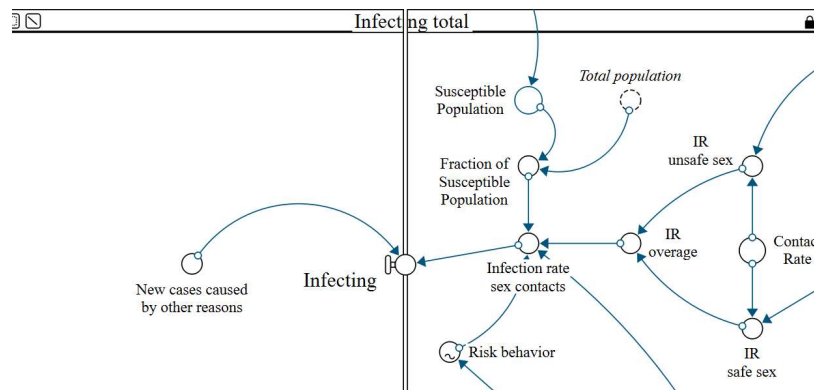 Infecting total
Total population
Susceptible
Population
IR
unsafe sex
Fraction of
Susceptible
Population
IR
overage
Contac
Rate
Infecting
Infection rate
sex contacts
New cases caused
by other reasons
Risk behavior
IR
safe sex